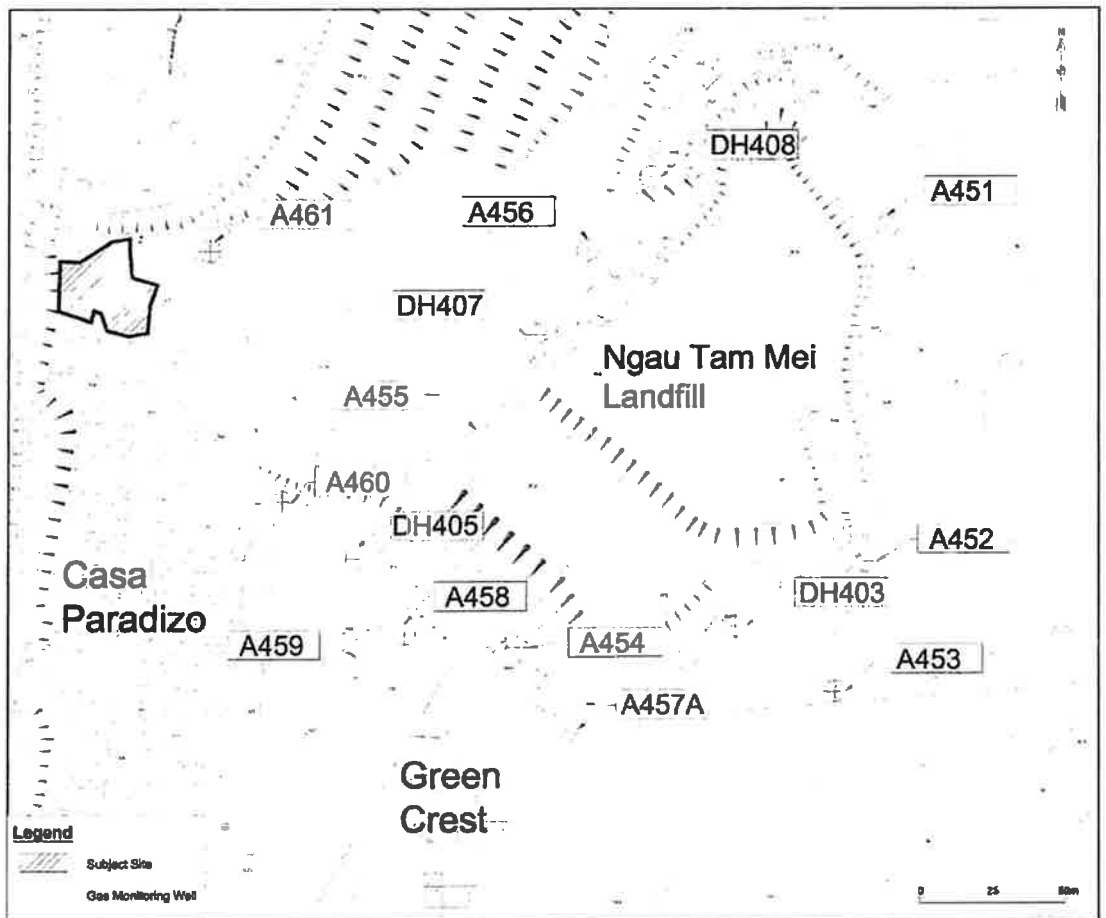 DH408
A451
A461
A456
DH407
Ngau Tam Mei
Landfill
A455
A460
DH405
A452
Casa
Paradizo
A458
DH403
A459
A454
A453
A457A
Green
Crest
Legend
Subject Site
Gas Monitoring Well
0 25 50m